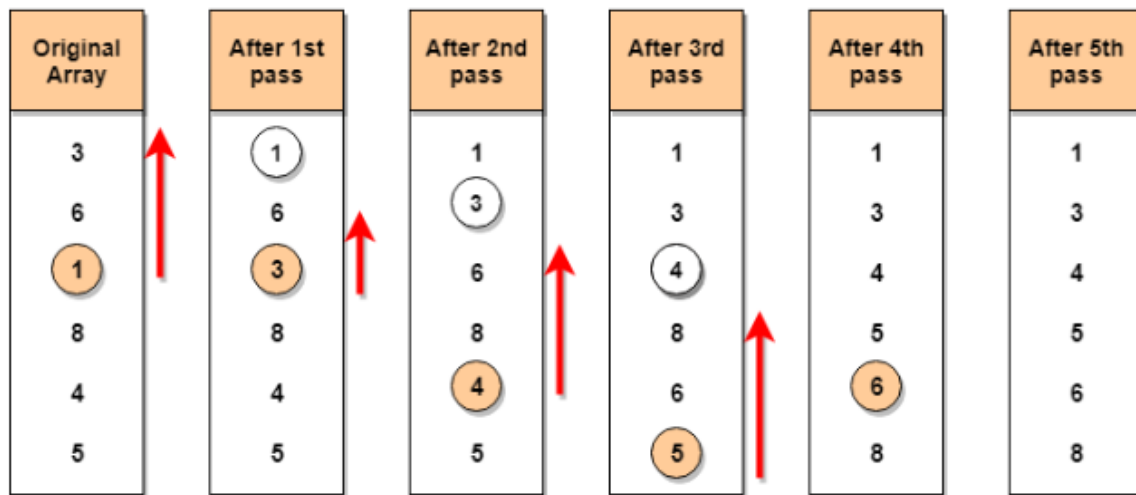 Original Array After 1st pass After 2nd pass After 3rd pass After 4th pass After 5th pass
3 1 1 1 1 1
6 6 3 3 3 3
1 3 6 4 4 4
8 8 8 8 5 5
4 4 4 6 6 6
5 5 5 5 8 8